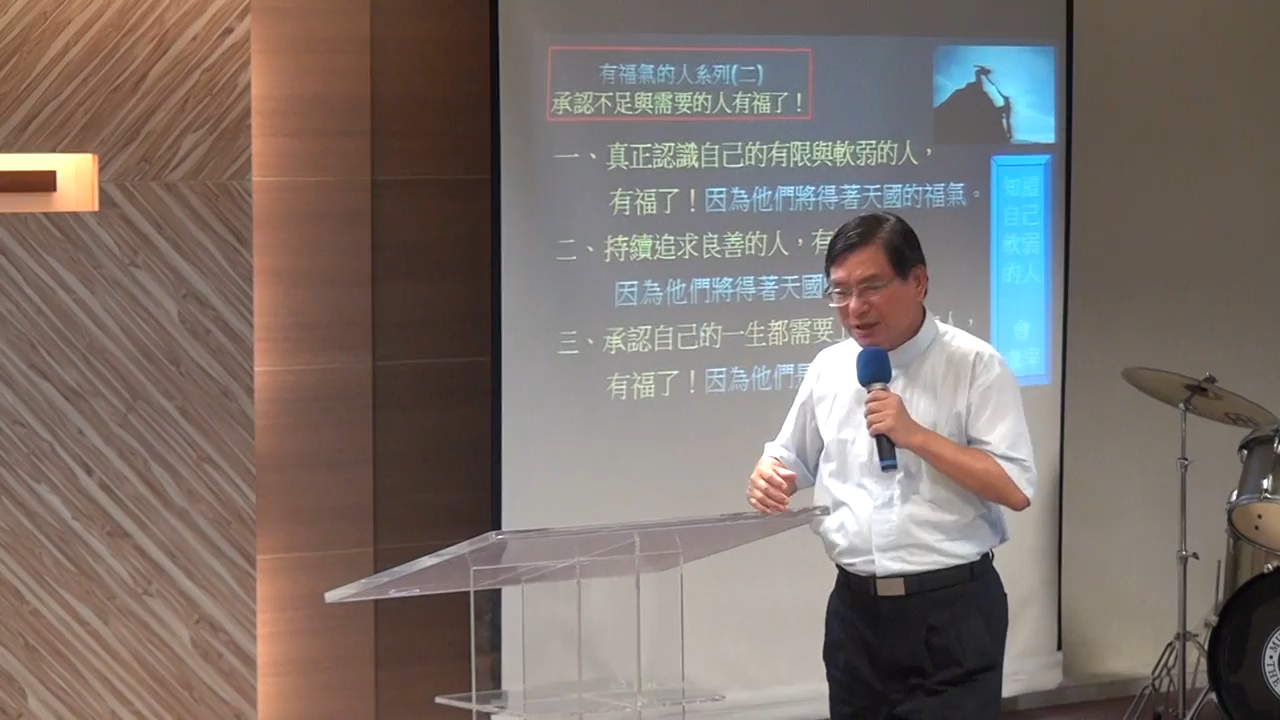 有福氣的人系列(二)
承認不足與需要的人有福了！
一、真正認識自己的有限與軟弱的人，
有福了！因為他們將得著天國的福氣。
二、持續追求良善的人，有
因為他們將得著天國
三、承認自己的一生都需要
有福了！因為他們是
知道
自己
軟弱
的人
會